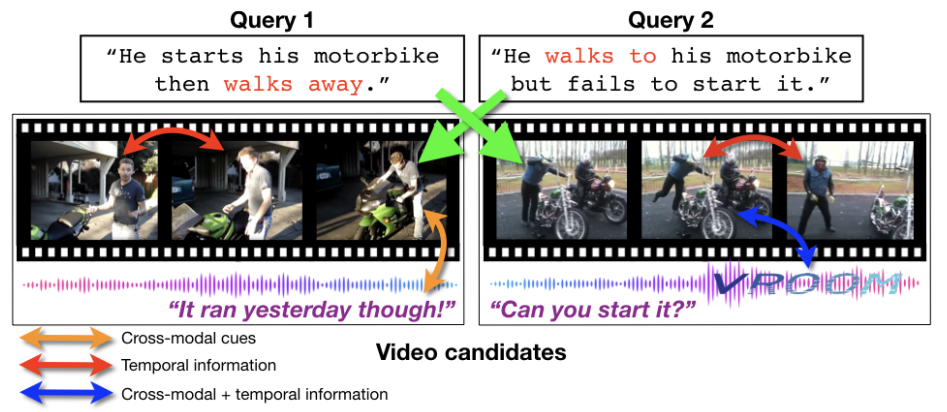 Query 1
Query 2
“He starts his motorbike
then walks away.”
“He walks to his motorbike
but fails to start it.”
“It ran yesterday though!”
“Can you start it?”
VROOM
Cross-modal cues
Temporal information
Cross-modal + temporal information
Video candidates